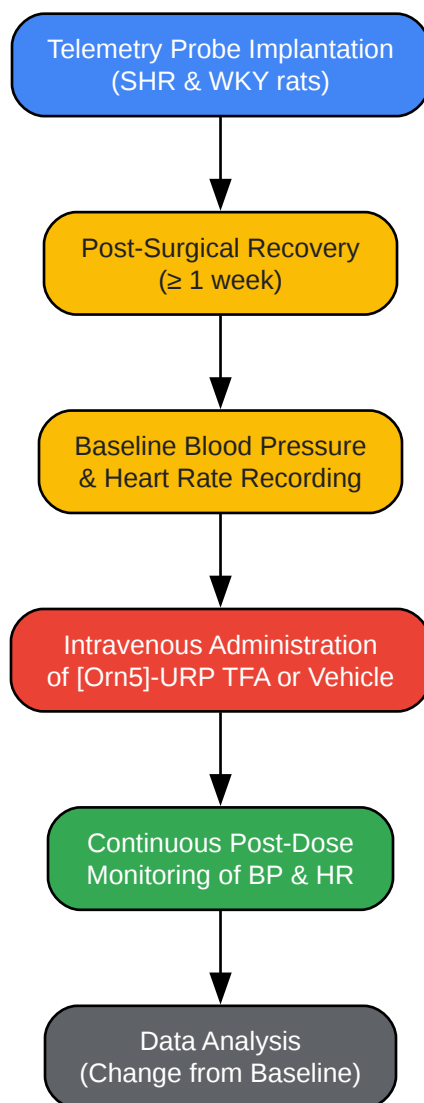 Telemetry Probe Implantation
(SHR & WKY rats)
Post-Surgical Recovery
(≥ 1 week)
Baseline Blood Pressure
& Heart Rate Recording
Intravenous Administration
of [Orn5]-URP TFA or Vehicle
Continuous Post-Dose
Monitoring of BP & HR
Data Analysis
(Change from Baseline)